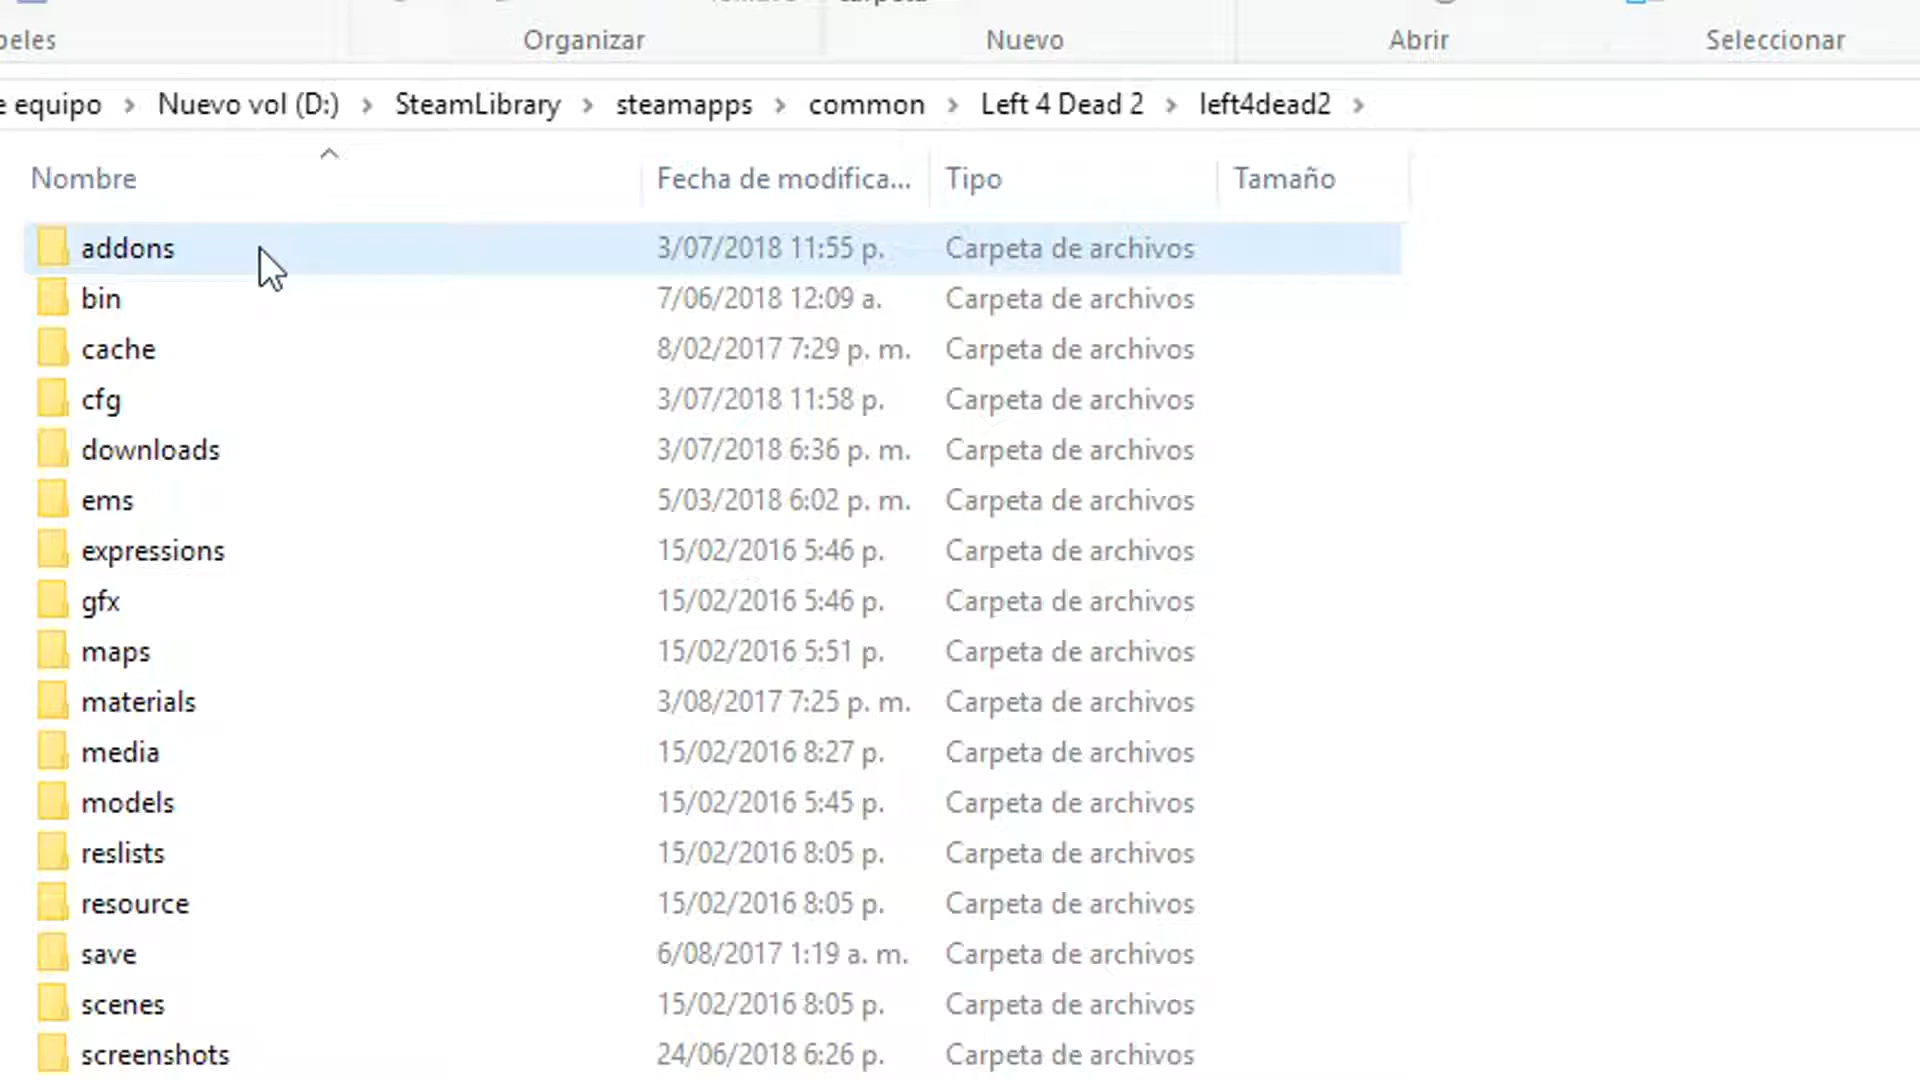 Organizar Nuevo Abrir Seleccionar
equipo > Nuevo vol (D:) > SteamLibrary > steamapps > common > Left 4 Dead 2 > left4dead2 >
Nombre Fecha de modifica... Tipo Tamaño
addons 3/07/2018 11:55 p. Carpeta de archivos
bin 7/06/2018 12:09 a. Carpeta de archivos
cache 8/02/2017 7:29 p. m. Carpeta de archivos
cfg 3/07/2018 11:58 p. Carpeta de archivos
downloads 3/07/2018 6:36 p. m. Carpeta de archivos
ems 5/03/2018 6:02 p. m. Carpeta de archivos
expressions 15/02/2016 5:46 p. Carpeta de archivos
gfx 15/02/2016 5:46 p. Carpeta de archivos
maps 15/02/2016 5:51 p. Carpeta de archivos
materials 3/08/2017 7:25 p. m. Carpeta de archivos
media 15/02/2016 8:27 p. Carpeta de archivos
models 15/02/2016 5:45 p. Carpeta de archivos
reslists 15/02/2016 8:05 p. Carpeta de archivos
resource 15/02/2016 8:05 p. Carpeta de archivos
save 6/08/2017 1:19 a. m. Carpeta de archivos
scenes 15/02/2016 8:05 p. Carpeta de archivos
screenshots 24/06/2018 6:26 p. Carpeta de archivos